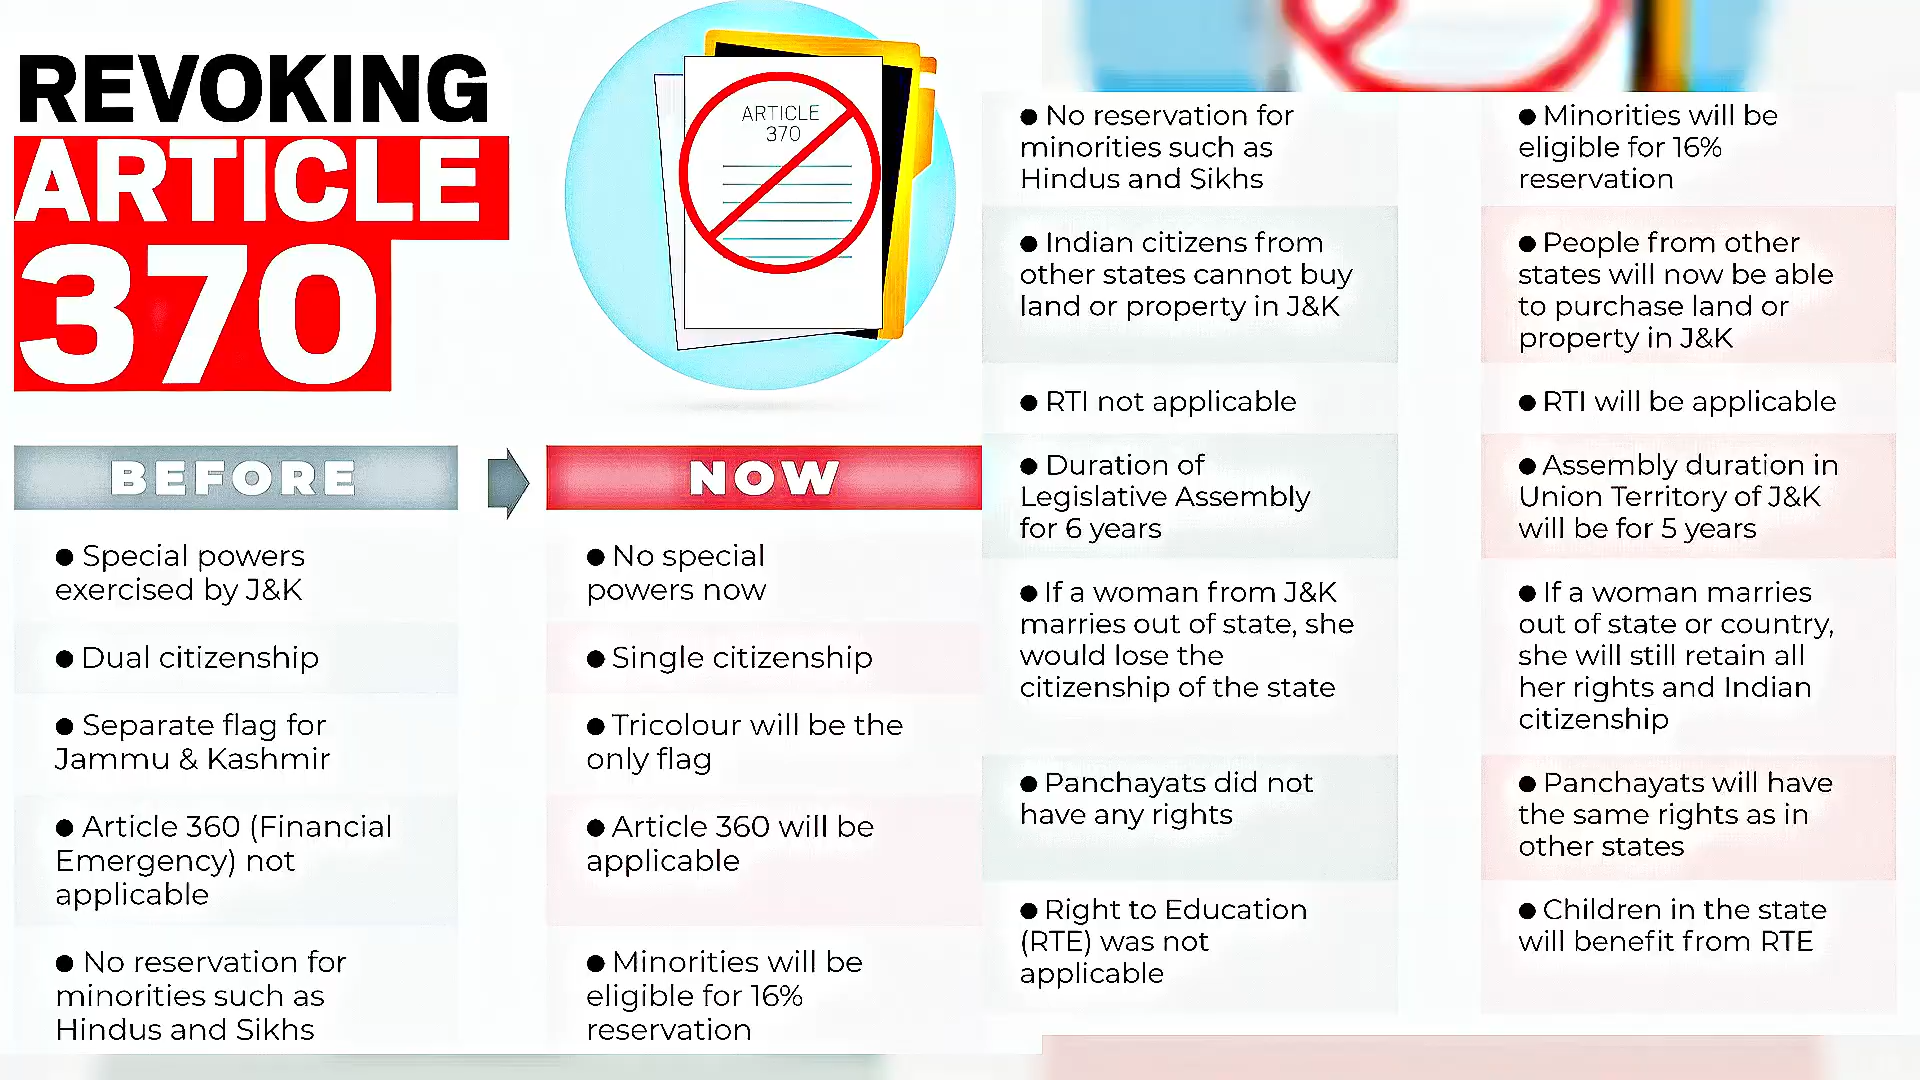 REVOKING
ARTICLE
370
ARTICLE
370
BEFORE
NOW
● Special powers
exercised by J&K
● No special
powers now
● Dual citizenship
● Single citizenship
● Separate flag for
Jammu & Kashmir
● Tricolour will be the
only flag
● Article 360 (Financial
Emergency) not
applicable
● Article 360 will be
applicable
● No reservation for
minorities such as
Hindus and Sikhs
● Minorities will be
eligible for 16%
reservation
● No reservation for
minorities such as
Hindus and Sikhs
● Minorities will be
eligible for 16%
reservation
● Indian citizens from
other states cannot buy
land or property in J&K
● People from other
states will now be able
to purchase land or
property in J&K
● RTI not applicable
● RTI will be applicable
● Duration of
Legislative Assembly
for 6 years
● Assembly duration in
Union Territory of J&K
will be for 5 years
● If a woman from J&K
marries out of state, she
would lose the
citizenship of the state
● If a woman marries
out of state or country,
she will still retain all
her rights and Indian
citizenship
● Panchayats did not
have any rights
● Panchayats will have
the same rights as in
other states
● Right to Education
(RTE) was not
applicable
● Children in the state
will benefit from RTE